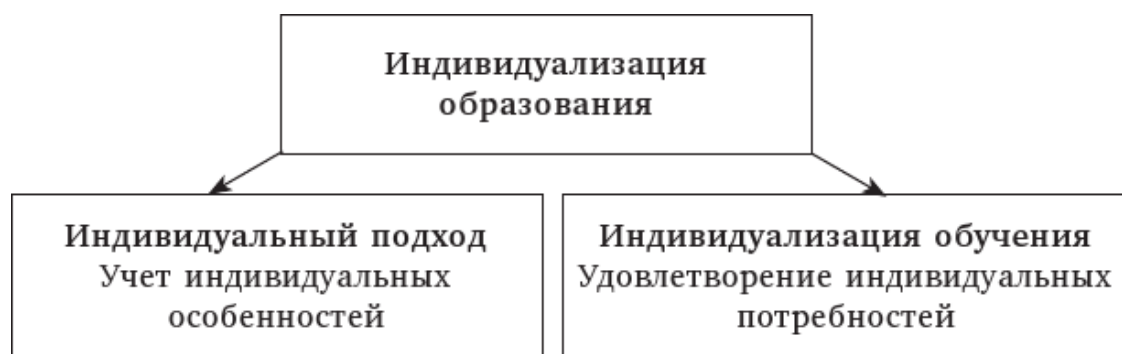 Индивидуализация
образования
Индивидуальный подход
Учет индивидуальных
особенностей
Индивидуализация обучения
Удовлетворение индивидуальных
потребностей